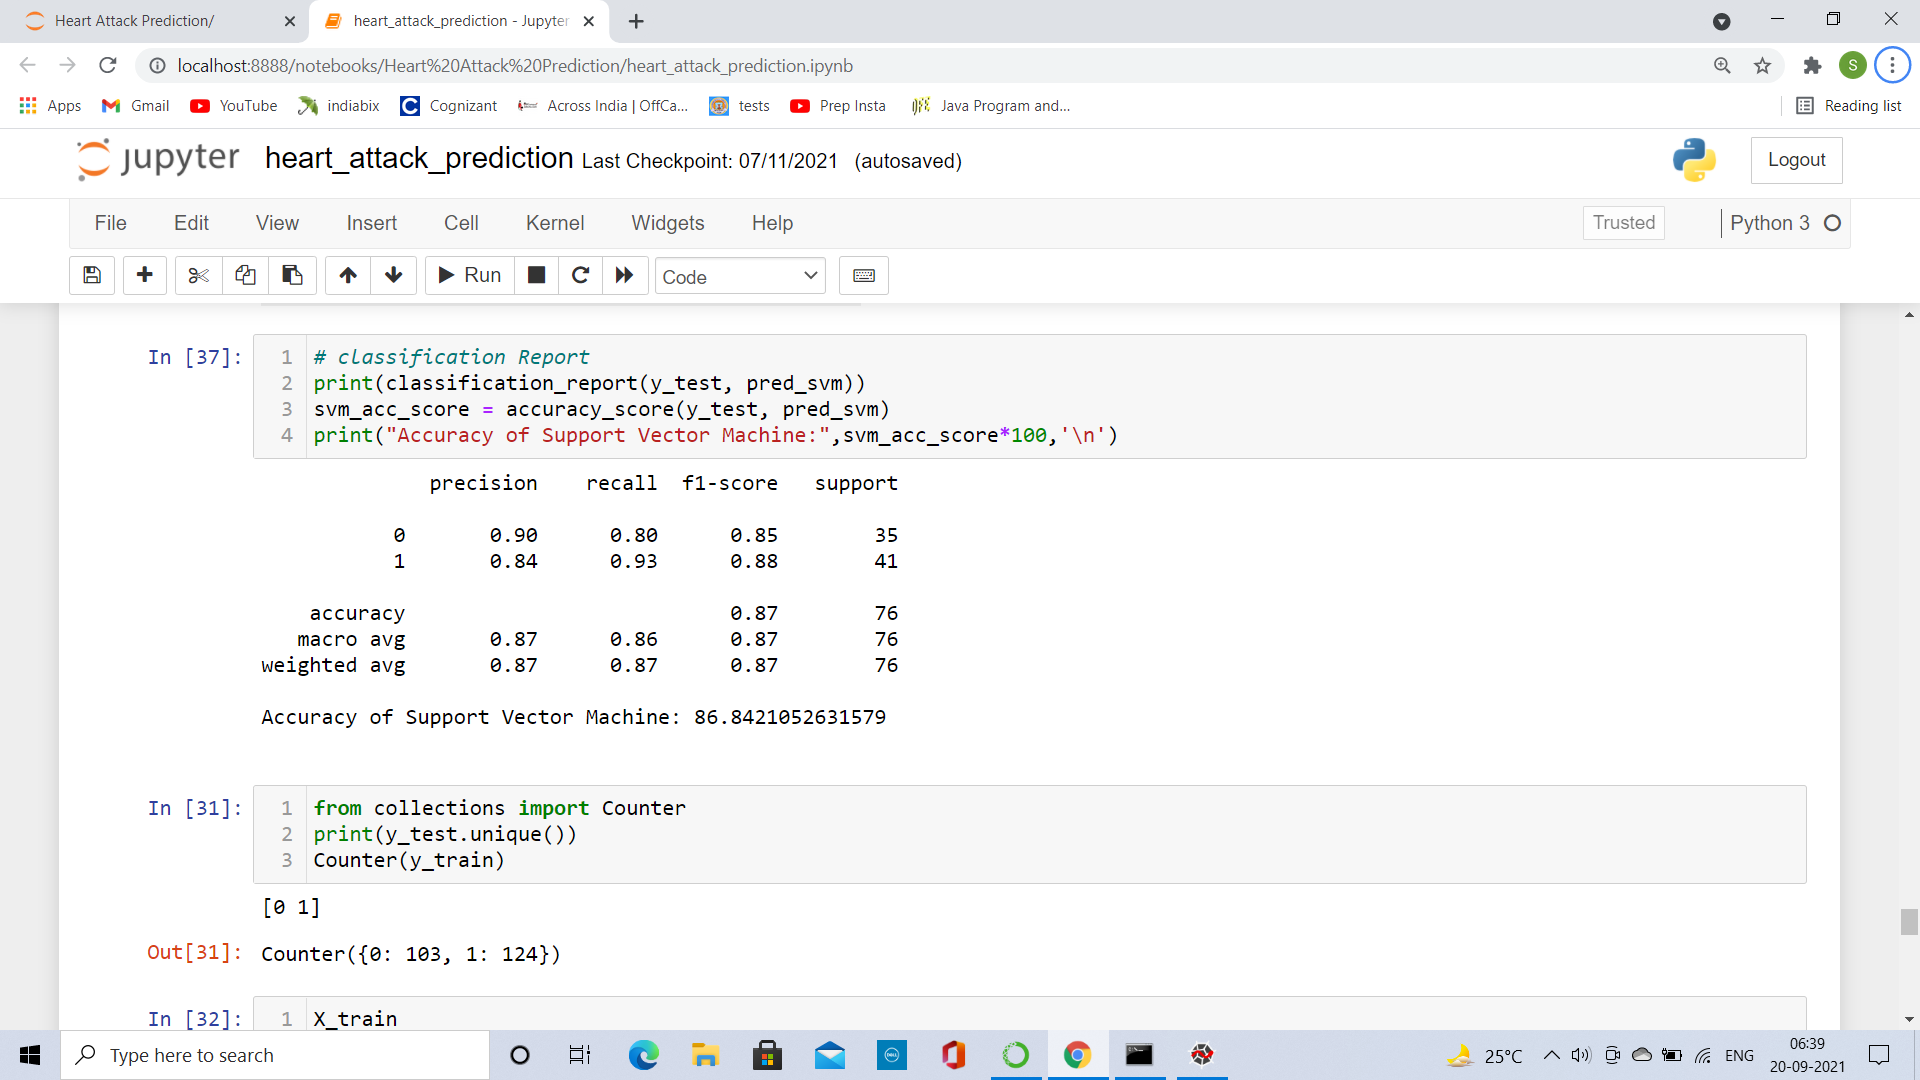 Heart Attack Prediction/
heart_attack_prediction - Jupyter
localhost:8888/notebooks/Heart%20Attack%20Prediction/heart_attack_prediction.ipynb
S
Apps Gmail YouTube indiabix Cognizant Across India | OffCa... tests Prep Insta Java Program and... Reading list
jupyter heart_attack_prediction Last Checkpoint: 07/11/2021 (autosaved) Logout
File Edit View Insert Cell Kernel Widgets Help Trusted Python 3
Run Code
In [37]:
1 # classification Report
2 print(classification_report(y_test, pred_svm))
3 svm_acc_score = accuracy_score(y_test, pred_svm)
4 print("Accuracy of Support Vector Machine:",svm_acc_score*100,'\n')
precision recall f1-score support
0 0.90 0.80 0.85 35
1 0.84 0.93 0.88 41
accuracy 0.87 76
macro avg 0.87 0.86 0.87 76
weighted avg 0.87 0.87 0.87 76
Accuracy of Support Vector Machine: 86.8421052631579
In [31]:
1 from collections import Counter
2 print(y_test.unique())
3 Counter(y_train)
[0 1]
Out[31]: Counter({0: 103, 1: 124})
In [32]: 1 X_train
Type here to search
25°C
ENG
06:39
20-09-2021